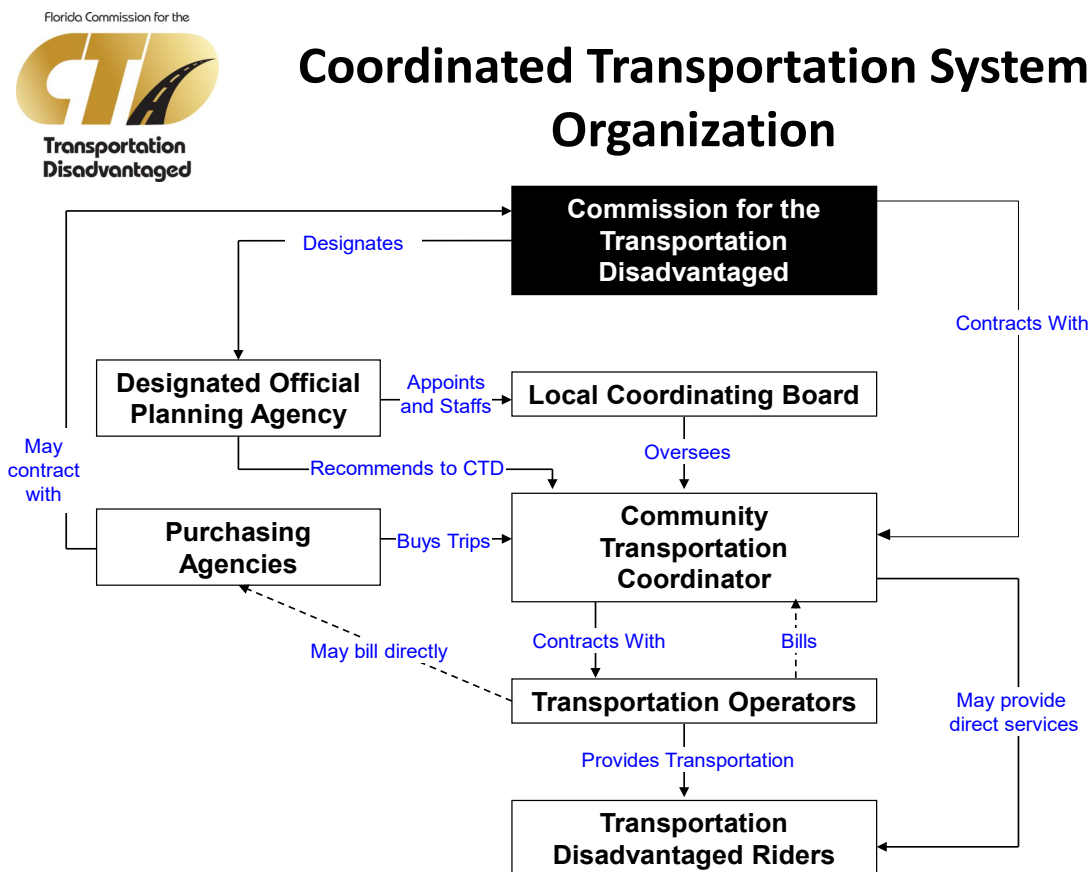 Florida Commission for the
CTD
Transportation
Disadvantaged
Coordinated Transportation System
Organization
Commission for the
Transportation
Disadvantaged
Designates
Contracts With
Designated Official
Planning Agency
Appoints
and Staffs
Local Coordinating Board
May
contract
with
Recommends to CTD
Oversees
Purchasing
Agencies
Buys Trips
Community
Transportation
Coordinator
May bill directly
Contracts With
Bills
Transportation Operators
May provide
direct services
Provides Transportation
Transportation
Disadvantaged Riders